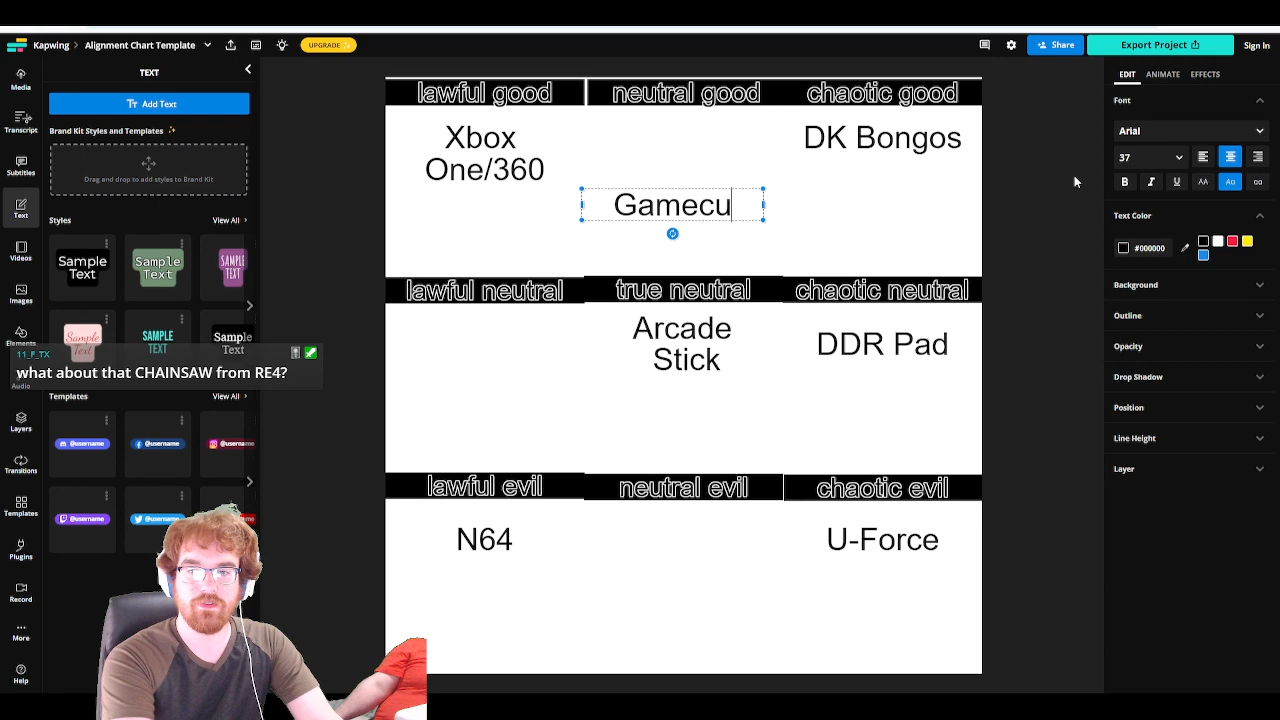 Kapwing
Alignment Chart Template
UPGRADE
Share
Export Project
Sign In
Media
Transcript
Subtitles
Text
Videos
Images
Elements
Audio
Layers
Transitions
Templates
Plugins
Record
More
Help
TEXT
Add Text
Brand Kit Styles and Templates
Drag and drop to add styles to Brand Kit
Styles
View All
Sample
Text
Sample
Text
SAMPLE
TEXT
Sample
Text
SAMPLE
TEXT
Sample
Text
11_F_TX
what about that CHAINSAW from RE4?
Templates
View All
@username
@username
@username
@username
@username
lawful good
neutral good
chaotic good
Xbox
One/360
Gamecu
DK Bongos
lawful neutral
true neutral
chaotic neutral
Arcade
Stick
DDR Pad
lawful evil
neutral evil
chaotic evil
N64
U-Force
EDIT
ANIMATE
EFFECTS
Font
Arial
37
B
I
U
AA
Aa
aa
Text Color
#000000
Background
Outline
Opacity
Drop Shadow
Position
Line Height
Layer